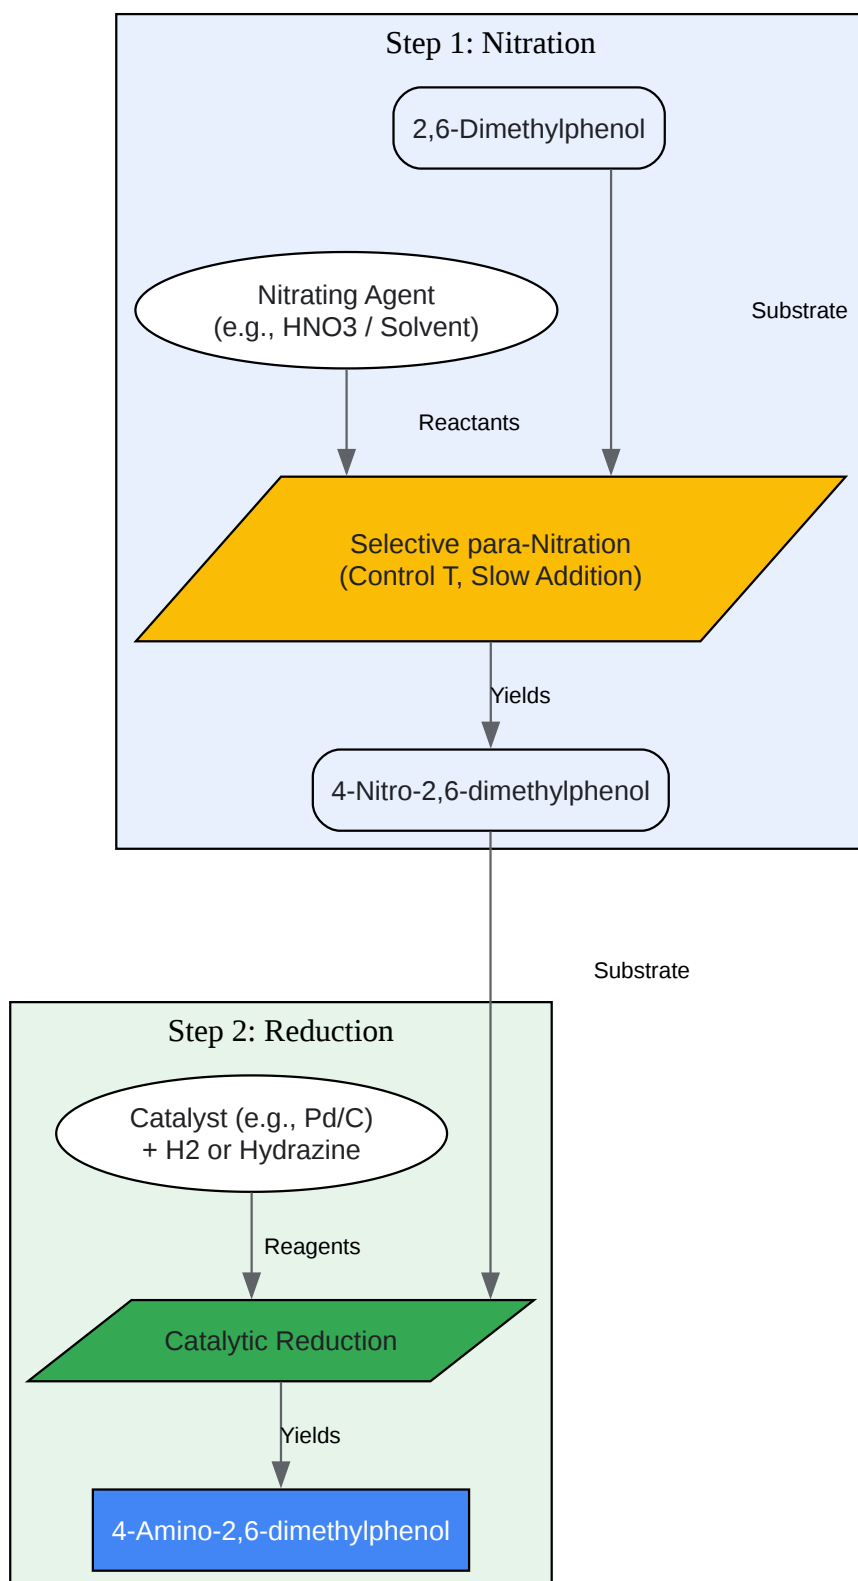 Step 1: Nitration
2,6-Dimethylphenol
Nitrating Agent
(e.g., HNO3 / Solvent)
Substrate
Reactants
Selective para-Nitration
(Control T, Slow Addition)
Yields
4-Nitro-2,6-dimethylphenol
Substrate
Step 2: Reduction
Catalyst (e.g., Pd/C)
+ H2 or Hydrazine
Reagents
Catalytic Reduction
Yields
4-Amino-2,6-dimethylphenol